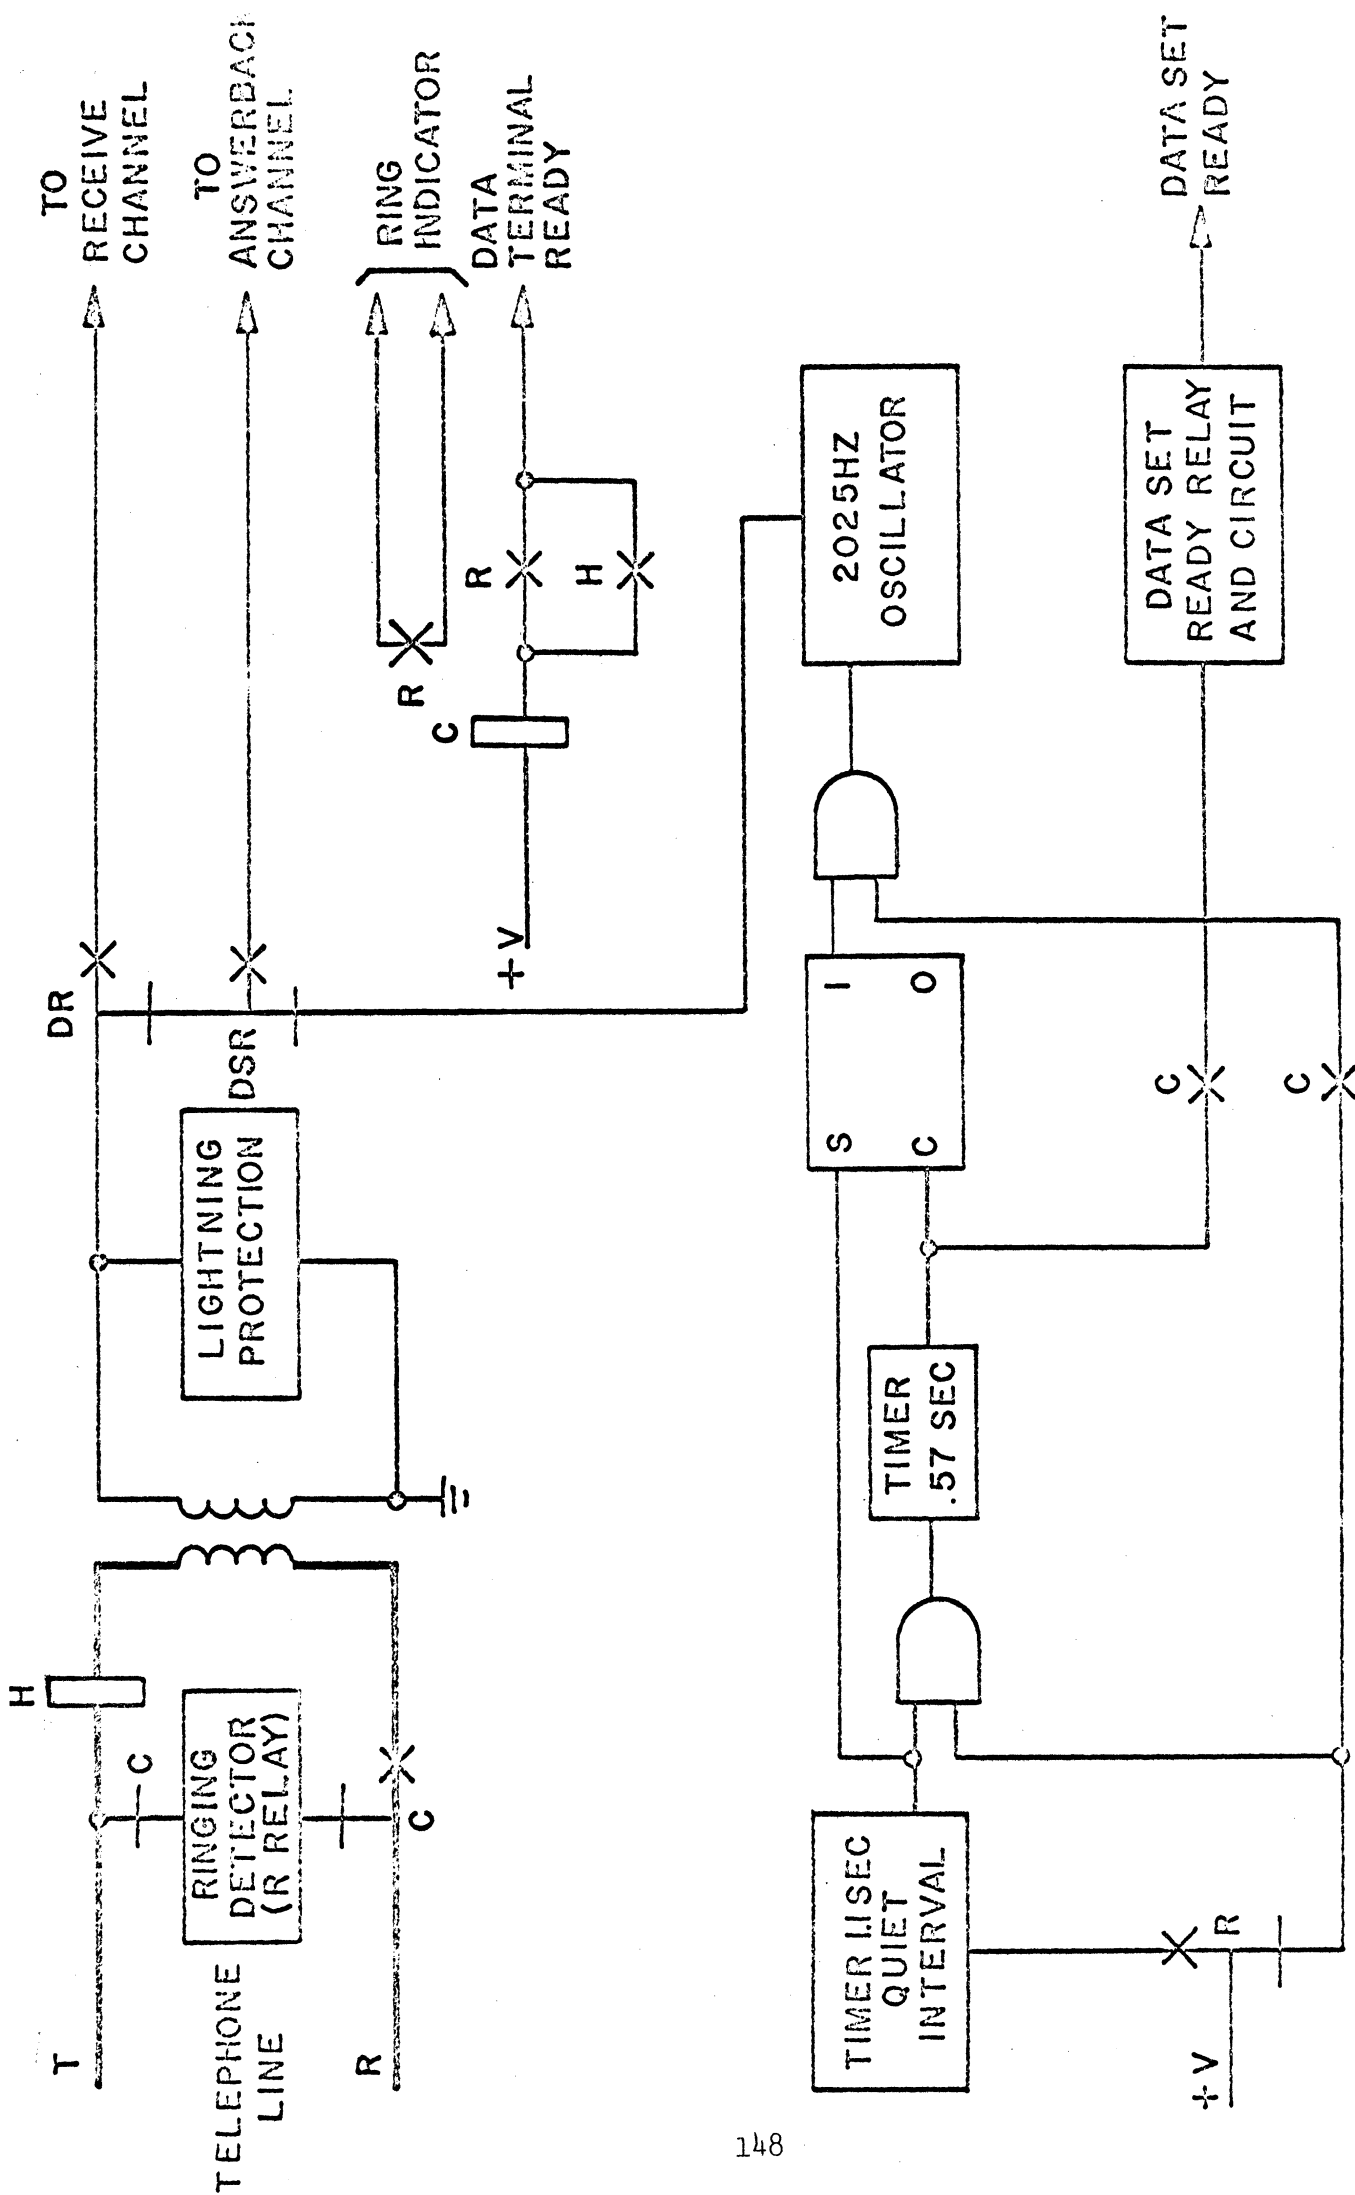 TO
RECEIVE
CHANNEL
TO
ANSWERBACK
CHANNEL
RING
INDICATOR
DATA
TERMINAL
READY
DR
DSR
LIGHTNING
PROTECTION
H
C
RINGING
DETECTOR
(R RELAY)
C
T
TELEPHONE
LINE
R
R
R
H
C
+V
2025HZ
OSCILLATOR
DATA SET
READY RELAY
AND CIRCUIT
DATA SET
READY
S
1
C
0
C
C
TIMER
.57 SEC
TIMER 1.1SEC
QUIET
INTERVAL
R
+V
148